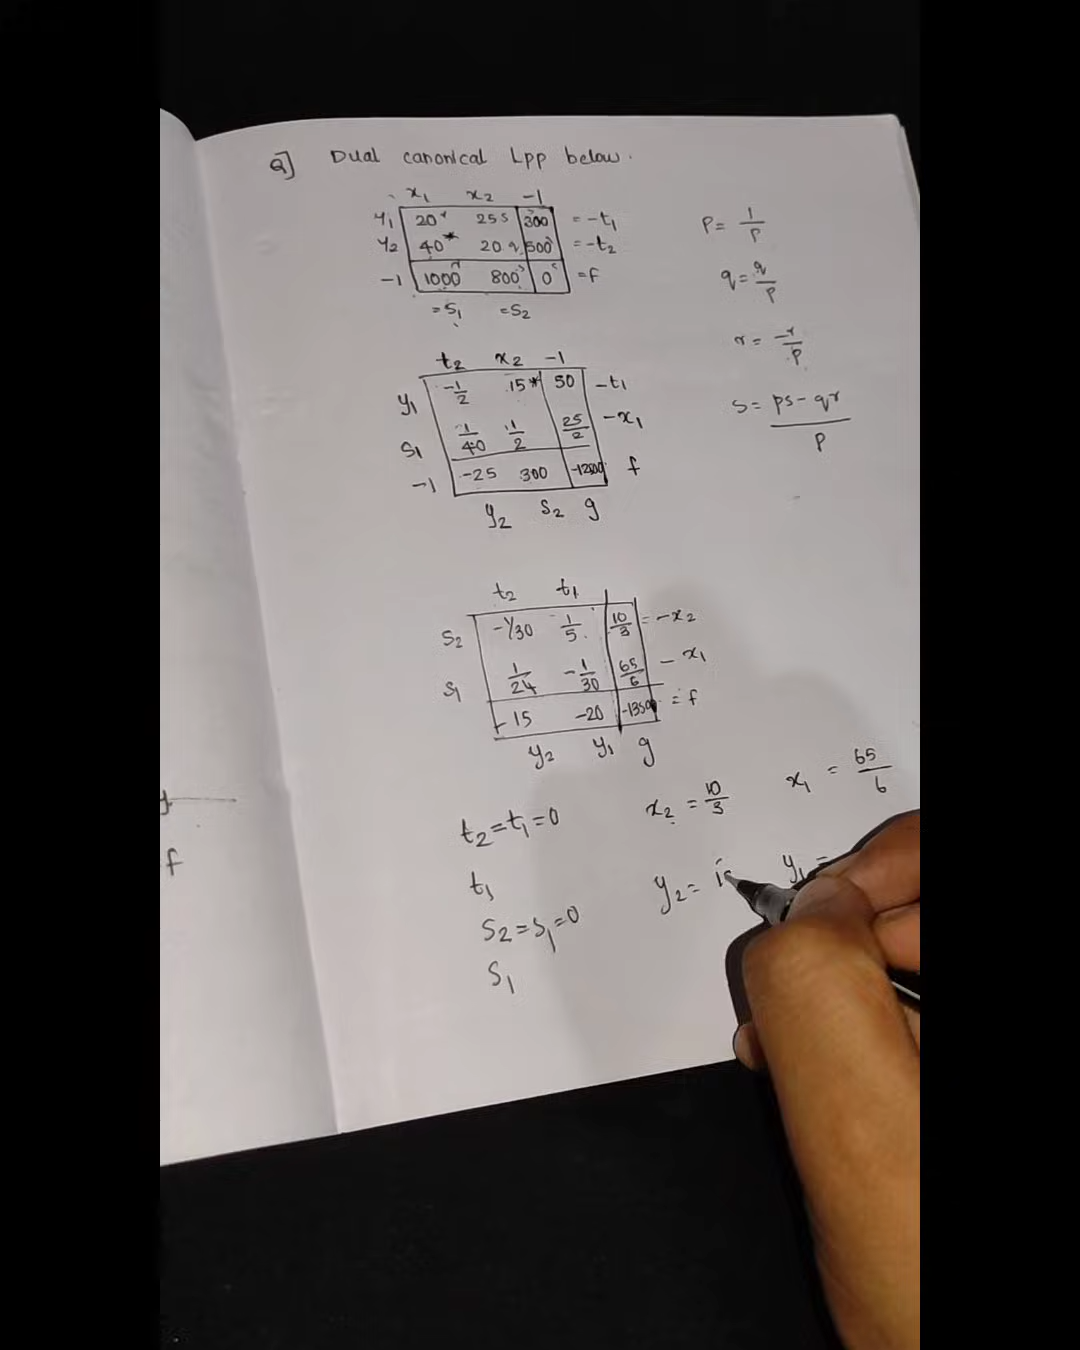 Q] Dual canonical Lpp below.
x₁ x₂ -1
y₁ 20ʳ 25 s 300 = -t₁
y₂ 40* 20 q 500 = -t₂
-1 1000 800 0 = f
= S₁ = S₂
P = 1/P
q = q/P
r = -r/P
S = ps - qr / P
t₂ x₂ -1
y₁ -1/2 15* 50 -t₁
S₁ 1/40 1/2 25/2 -x₁
-1 -25 300 -12500 f
y₂ S₂ g
t₂ t₁
S₂ -1/30 1/5 10/3 = -x₂
S₁ 1/24 -1/30 65/6 - x₁
-15 -20 -13500 = f
y₂ y₁ g
t₂ = t₁ = 0 x₂ = 10/3 x₁ = 65/6
t₁ y₂ = y₁ =
S₂ = S₁ = 0
S₁
f